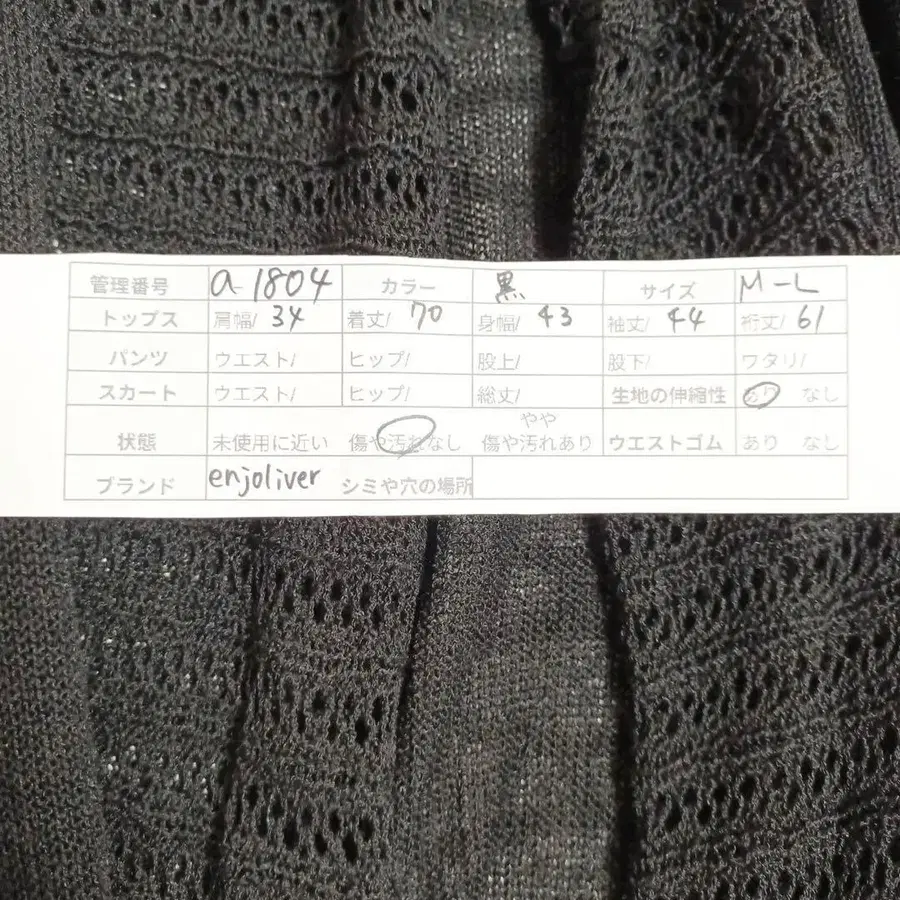 管理番号 a-1804 カラー 黒 サイズ M-L
トップス 肩幅/ 34 着丈/ 70 身幅/ 43 袖丈/ 44 裄丈/ 61
パンツ ウエスト/ ヒップ/ 股上/ 股下/ ワタリ/
スカート ウエスト/ ヒップ/ 総丈/ 生地の伸縮性 あり なし
やや
状態 未使用に近い 傷や汚れなし 傷や汚れあり ウエストゴム あり なし
ブランド enjoliver シミや穴の場所